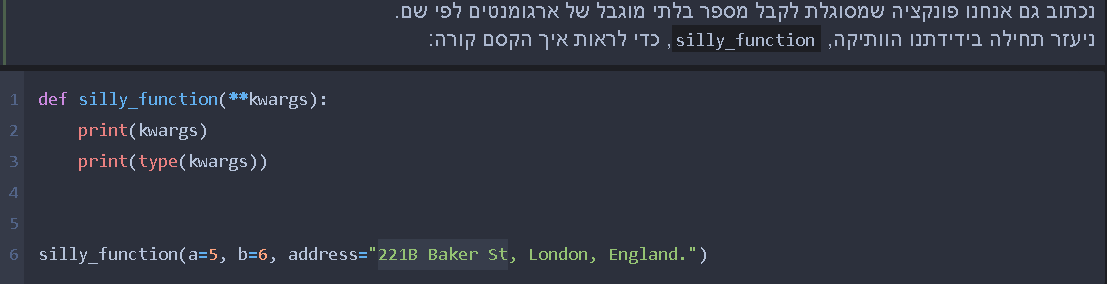 נכתוב גם אנחנו פונקציה שמסוגלת לקבל מספר בלתי מוגבל של ארגומנטים לפי שם.
ניעזר תחילה בידידתנו הוותיקה, silly_function, כדי לראות איך הקסם קורה:
1 def silly_function(**kwargs):
2     print(kwargs)
3     print(type(kwargs))
4
5
6 silly_function(a=5, b=6, address="221B Baker St, London, England.")